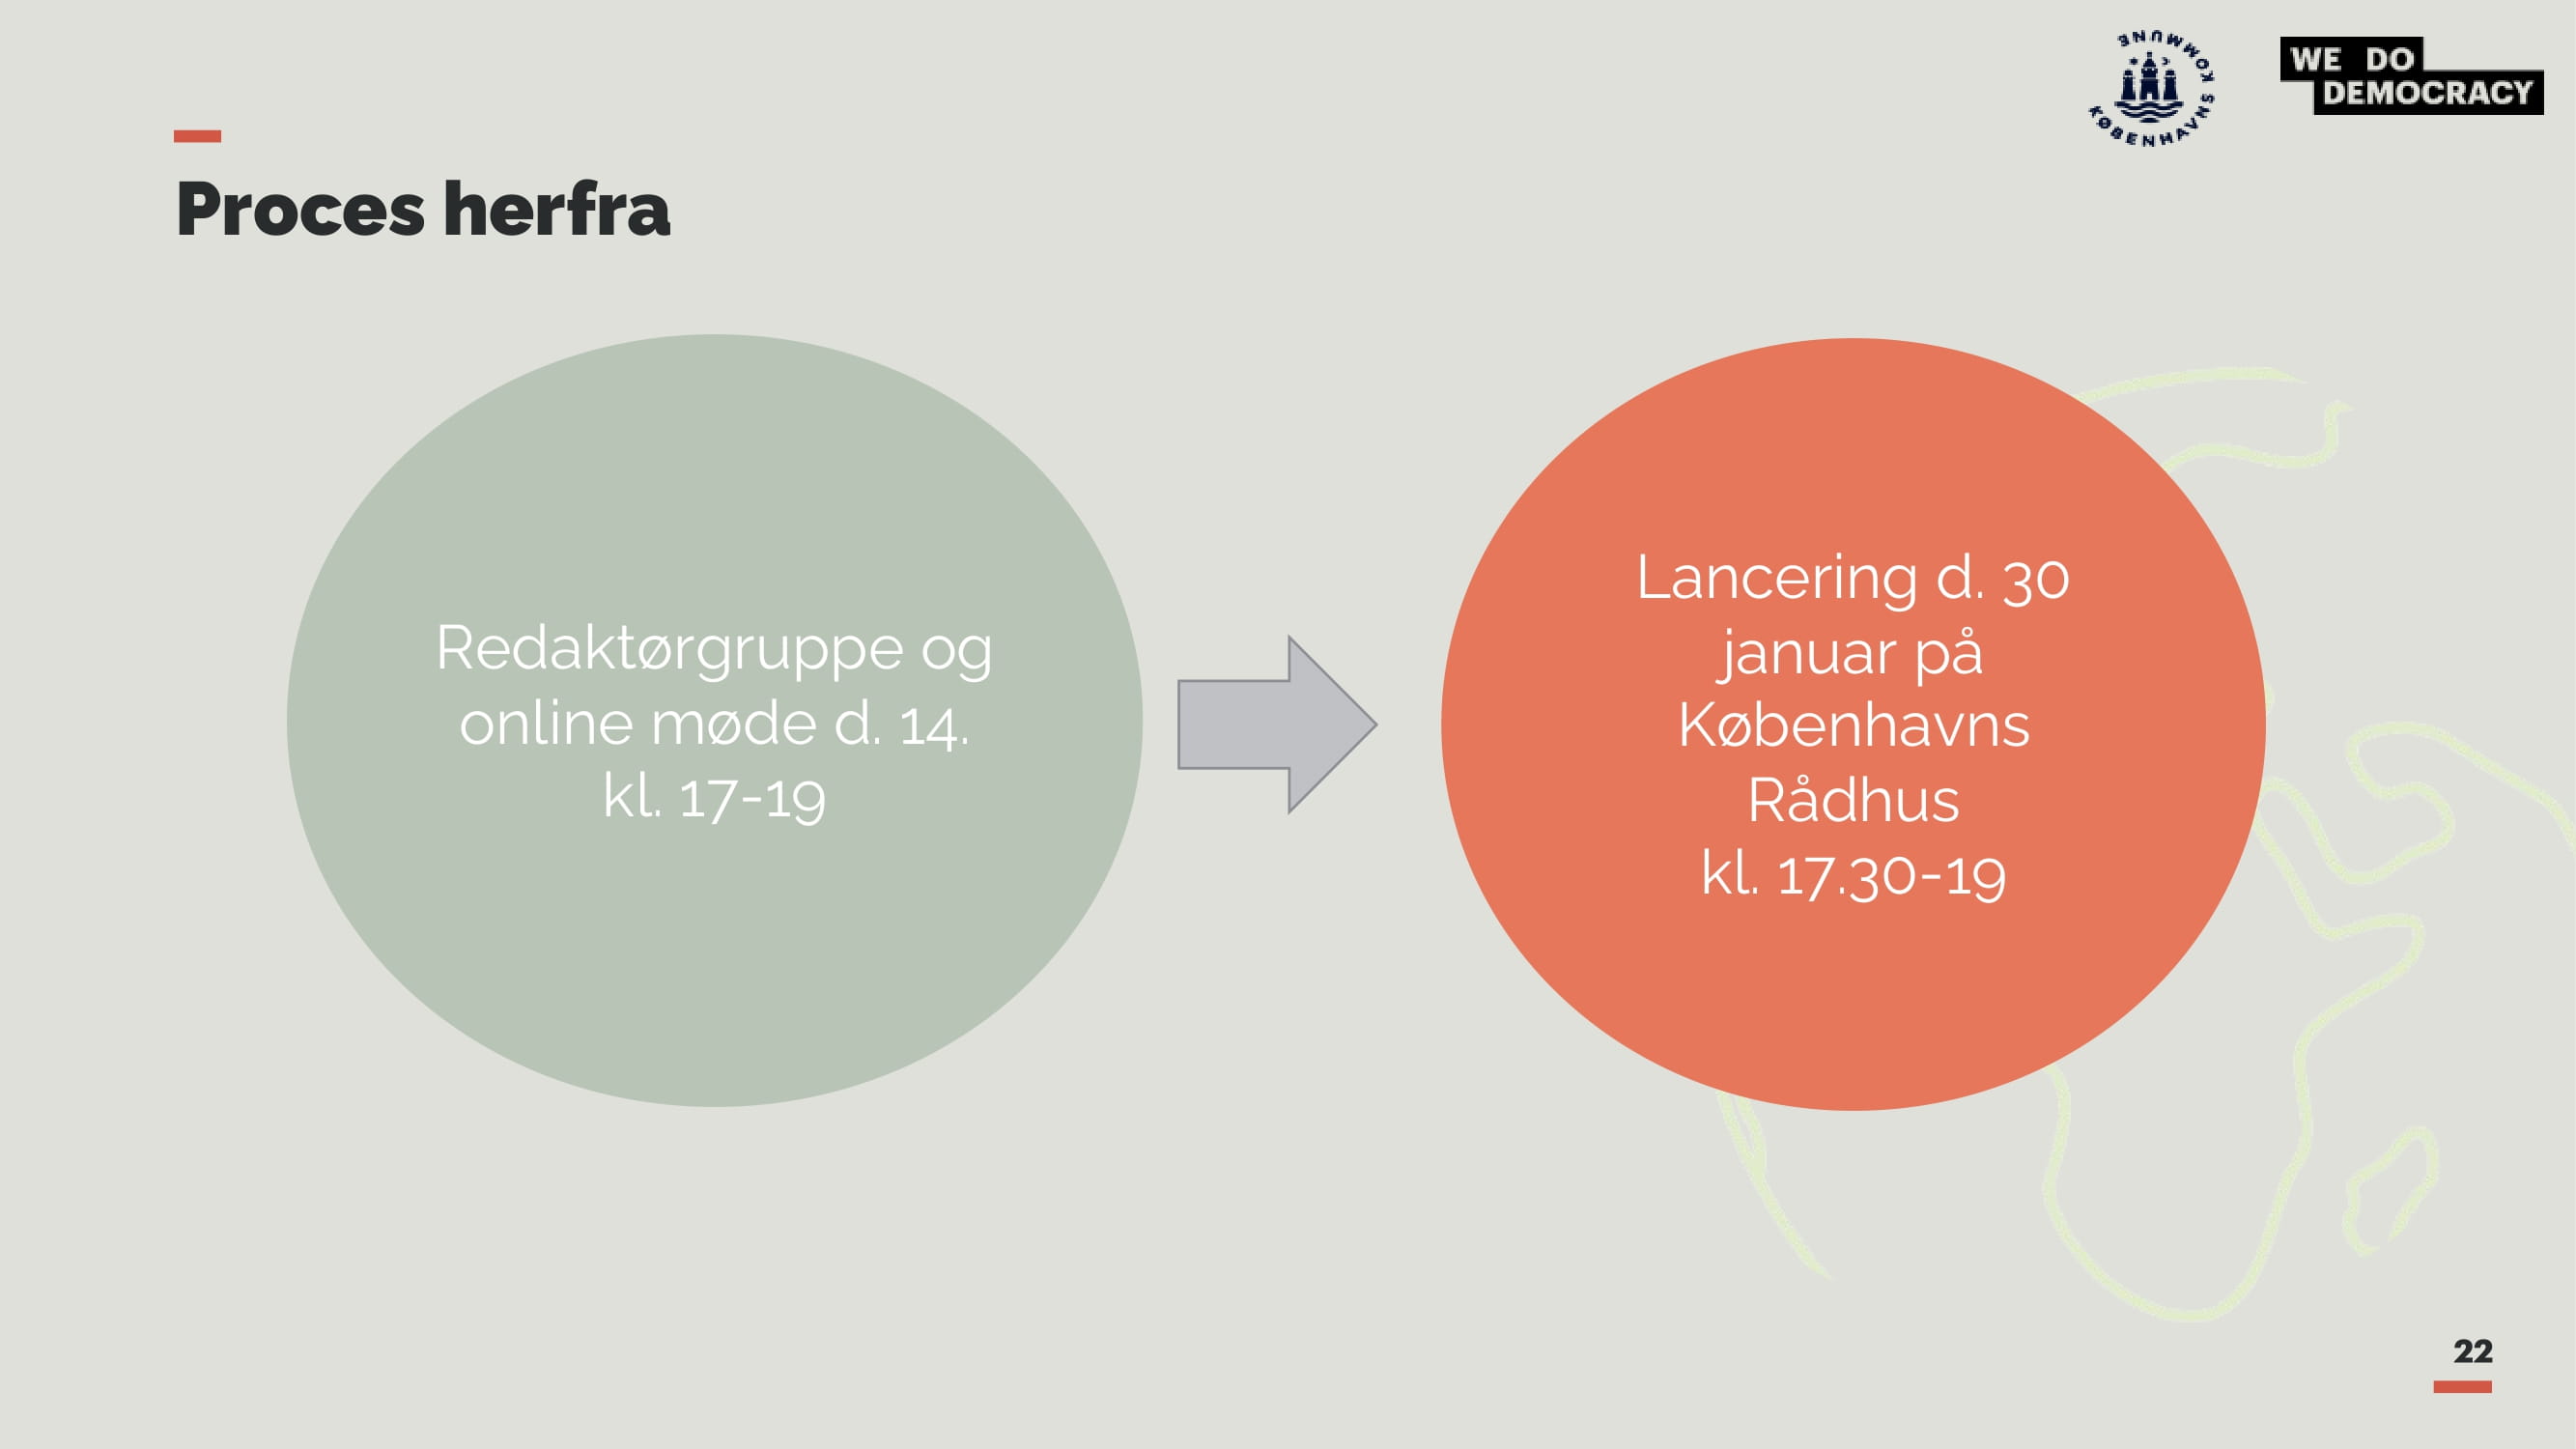 KØBENHAVNS KOMMUNE
WE DO
DEMOCRACY
Proces herfra
Redaktørgruppe og
online møde d. 14.
kl. 17-19
Lancering d. 30
januar på
Københavns
Rådhus
kl. 17.30-19
22